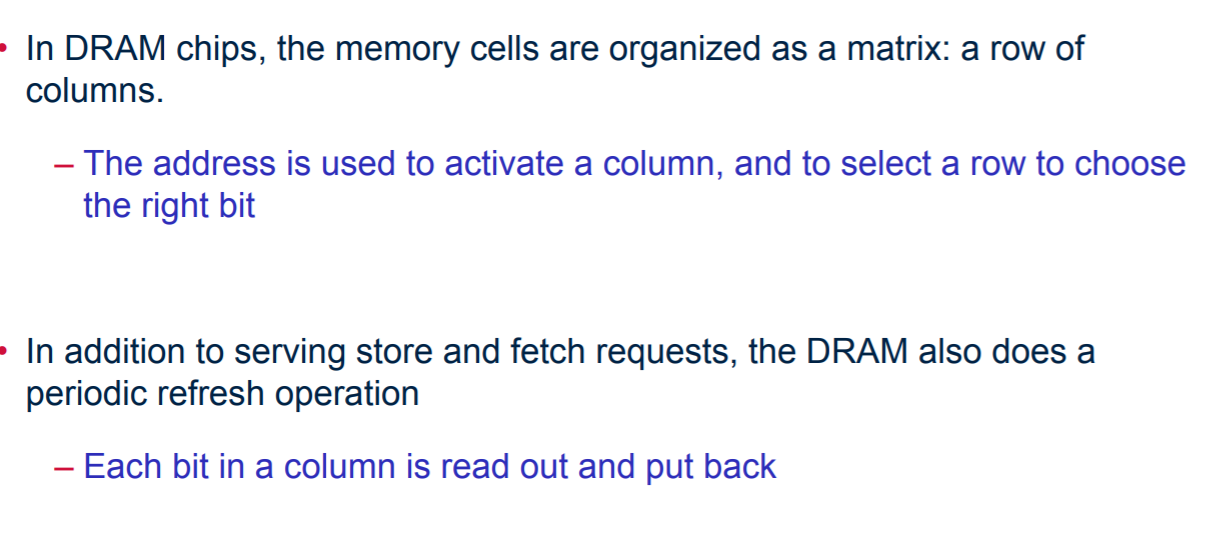 • In DRAM chips, the memory cells are organized as a matrix: a row of
columns.
– The address is used to activate a column, and to select a row to choose
the right bit
• In addition to serving store and fetch requests, the DRAM also does a
periodic refresh operation
– Each bit in a column is read out and put back